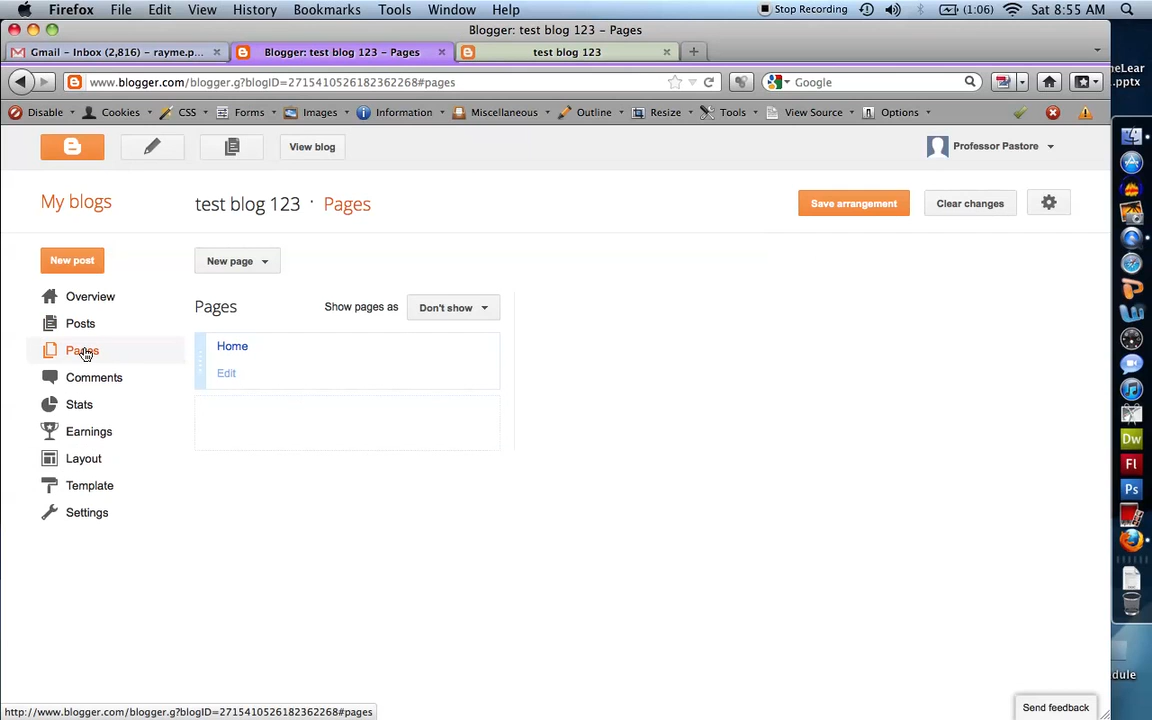 Firefox File Edit View History Bookmarks Tools Window Help Stop Recording (1:06) Sat 8:55 AM
Blogger: test blog 123 – Pages
Gmail – Inbox (2,816) – rayme.p... Blogger: test blog 123 – Pages test blog 123
www.blogger.com/blogger.g?blogID=2715410526182362268#pages Google
.pptx
Disable Cookies CSS Forms Images Information Miscellaneous Outline Resize Tools View Source Options
View blog Professor Pastore
My blogs test blog 123 · Pages Save arrangement Clear changes
New post New page
Overview
Pages Show pages as Don't show
Posts
Home
Pages
Edit
Comments
Stats
Earnings
Layout
Template
Settings
Dw
Ps
dule
http://www.blogger.com/blogger.g?blogID=2715410526182362268#pages Send feedback